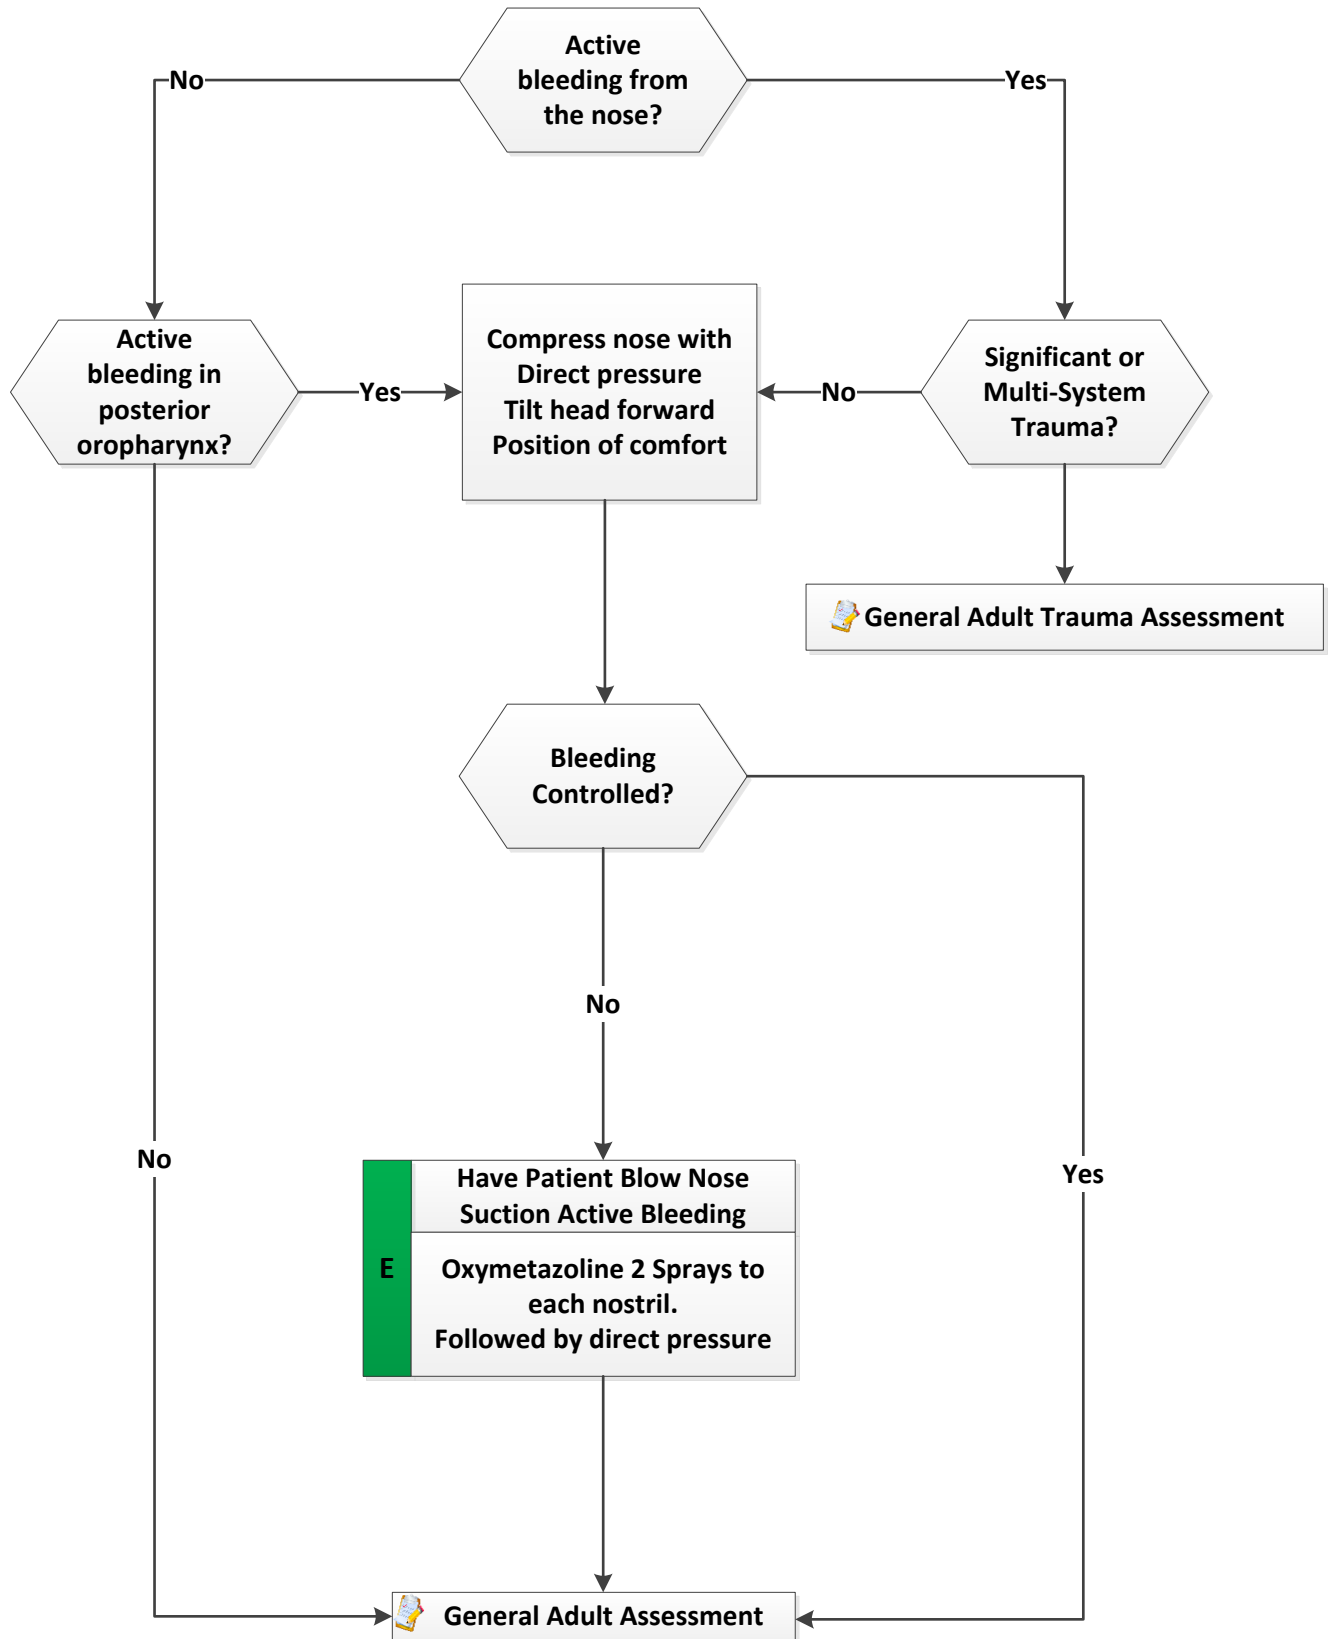 Active
bleeding from
the nose?
No
Yes
Active
bleeding in
posterior
oropharynx?
Yes
Compress nose with
Direct pressure
Tilt head forward
Position of comfort
No
Significant or
Multi-System
Trauma?
General Adult Trauma Assessment
Bleeding
Controlled?
No
No
Yes
E
Have Patient Blow Nose
Suction Active Bleeding
Oxymetazoline 2 Sprays to
each nostril.
Followed by direct pressure
General Adult Assessment